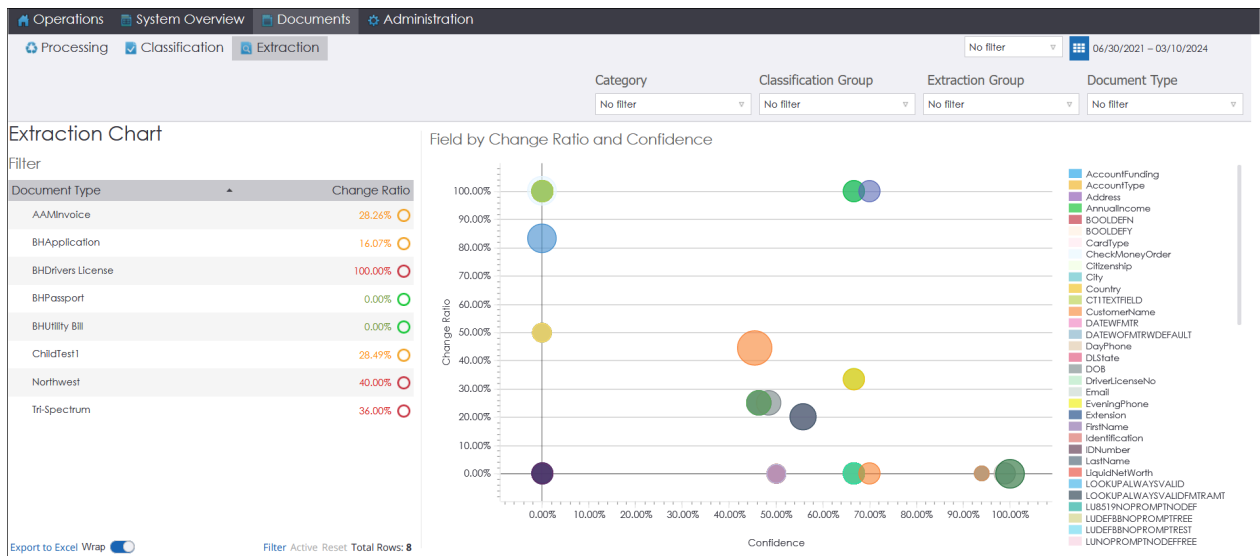 Operations System Overview Documents Administration
Processing Classification Extraction No filter 06/30/2021 – 03/10/2024
Category Classification Group Extraction Group Document Type
No filter No filter No filter No filter
Extraction Chart
Field by Change Ratio and Confidence
Filter
Document Type Change Ratio
AAMInvoice 28.26%
BHApplication 16.07%
BHDrivers License 100.00%
BHPassport 0.00%
BHUtility Bill 0.00%
ChildTest1 28.49%
Northwest 40.00%
Tri-Spectrum 36.00%
Export to Excel Wrap Filter Active Reset Total Rows: 8
Change Ratio
100.00%
90.00%
80.00%
70.00%
60.00%
50.00%
40.00%
30.00%
20.00%
10.00%
0.00%
0.00% 10.00% 20.00% 30.00% 40.00% 50.00% 60.00% 70.00% 80.00% 90.00% 100.00%
Confidence
AccountFunding
AccountType
Address
AnnualIncome
BOOLDEFN
BOOLDEFY
CardType
CheckMoneyOrder
Citizenship
City
Country
CT1TEXTFIELD
CustomerName
DATEWFMTR
DATEWOFMTRWDEFAULT
DayPhone
DLState
DOB
DriverLicenseNo
Email
EveningPhone
Extension
FirstName
Identification
IDNumber
LastName
LiquidNetWorth
LOOKUPALWAYSVALID
LOOKUPALWAYSVALIDFMTRAMT
LU8519NOPROMPTNODEF
LUDEFBBNOPROMPTFREE
LUDEFBBNOPROMPTREST
LUNOPROMPTNODEFFREE